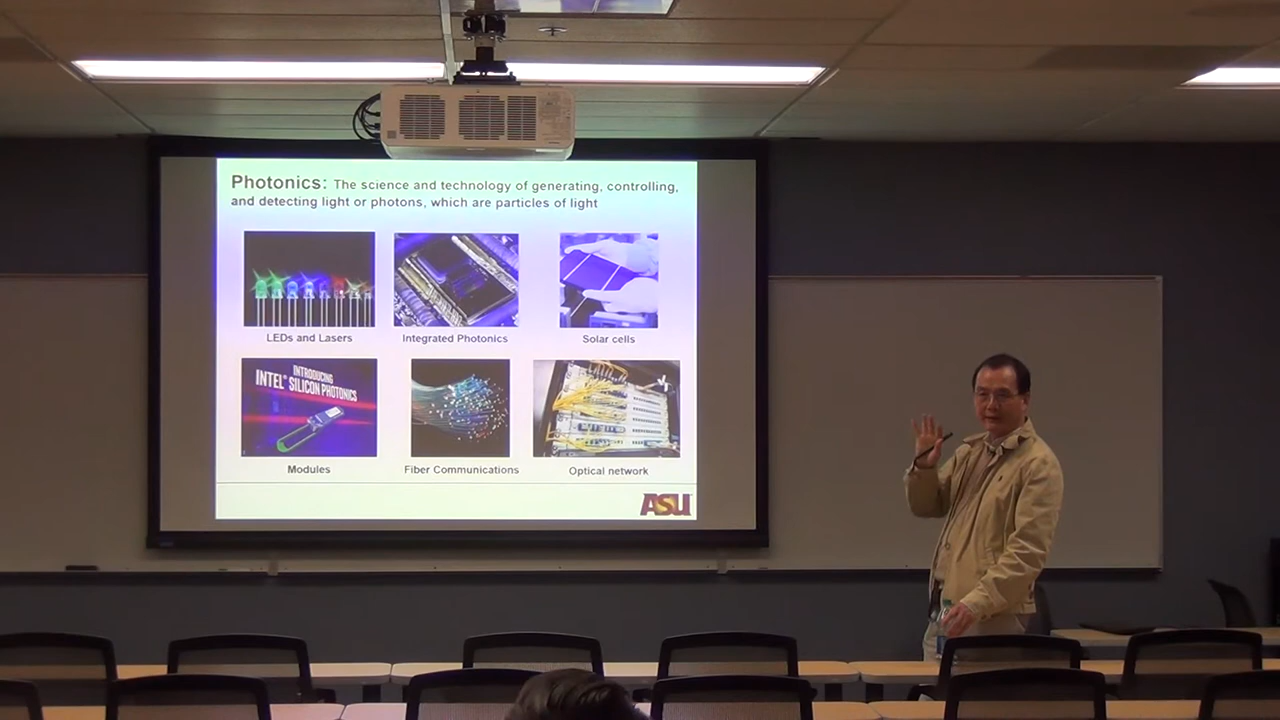 Photonics: The science and technology of generating, controlling,
and detecting light or photons, which are particles of light
LEDs and Lasers
Integrated Photonics
Solar cells
INTRODUCING
INTEL® SILICON PHOTONICS
Modules
Fiber Communications
Optical network
ASU